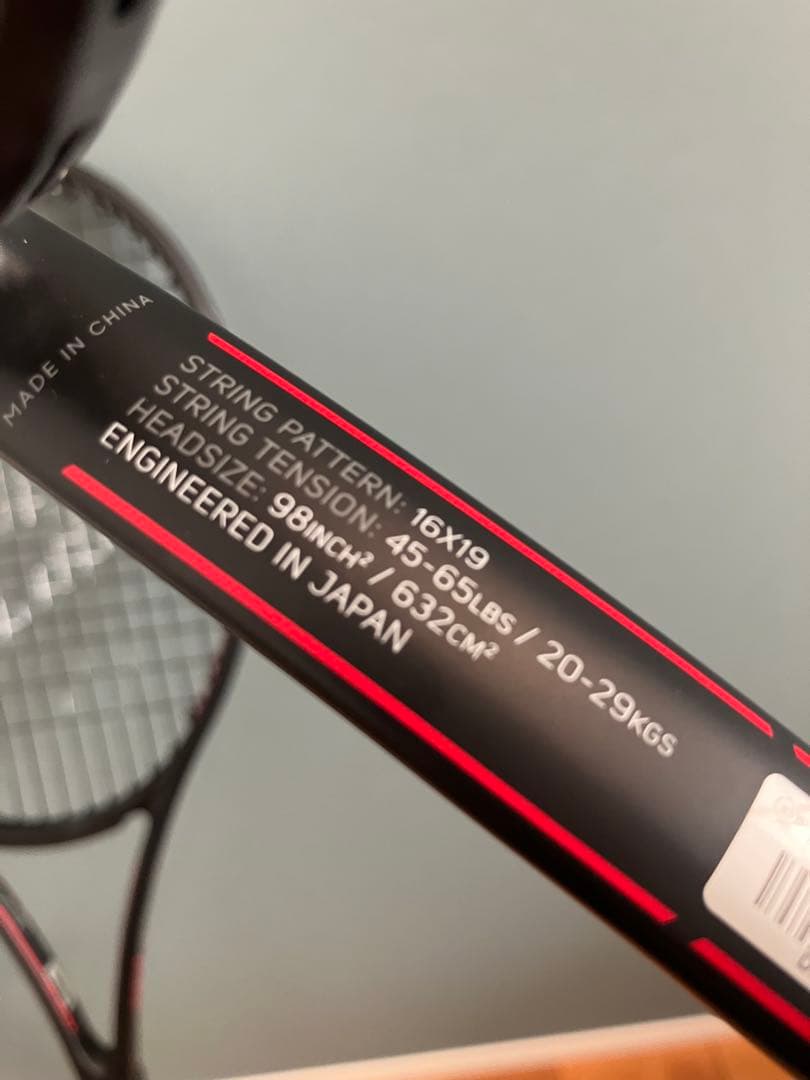 MADE IN CHINA
STRING PATTERN: 16X19
STRING TENSION: 45-65LBS / 20-29KGS
HEADSIZE: 98INCH² / 632CM²
ENGINEERED IN JAPAN